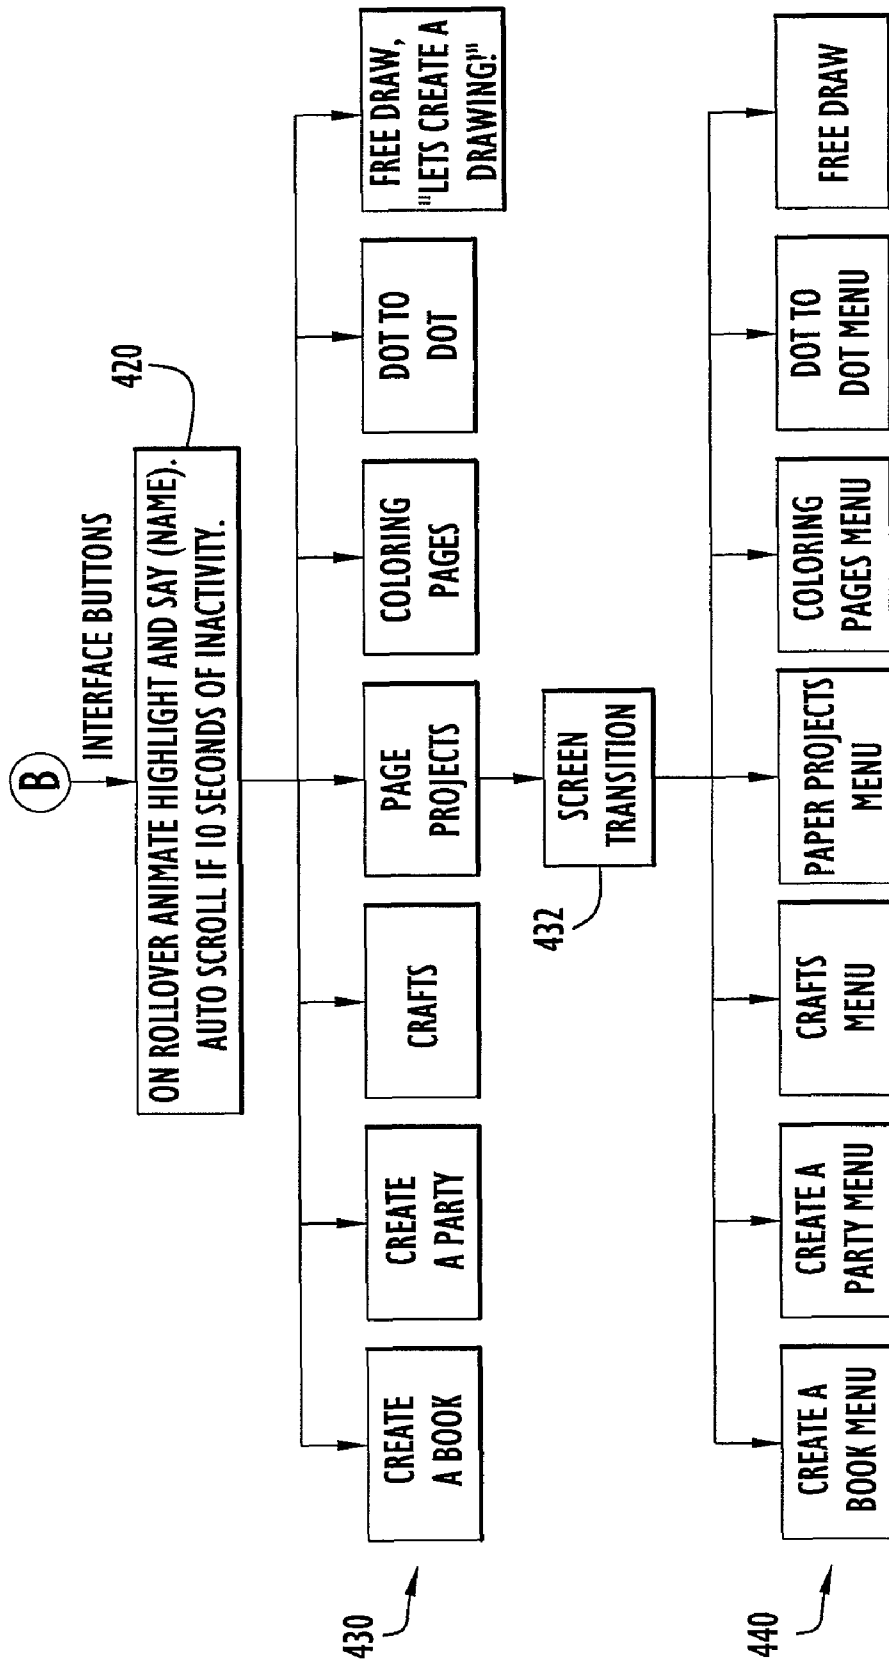 B
INTERFACE BUTTONS
420
ON ROLLOVER ANIMATE HIGHLIGHT AND SAY (NAME).
AUTO SCROLL IF 10 SECONDS OF INACTIVITY.
430
CREATE
A BOOK
CREATE
A PARTY
CRAFTS
PAGE
PROJECTS
COLORING
PAGES
DOT TO
DOT
FREE DRAW,
"LETS CREATE A
DRAWING!"
432
SCREEN
TRANSITION
440
CREATE A
BOOK MENU
CREATE A
PARTY MENU
CRAFTS
MENU
PAPER PROJECTS
MENU
COLORING
PAGES MENU
DOT TO
DOT MENU
FREE DRAW